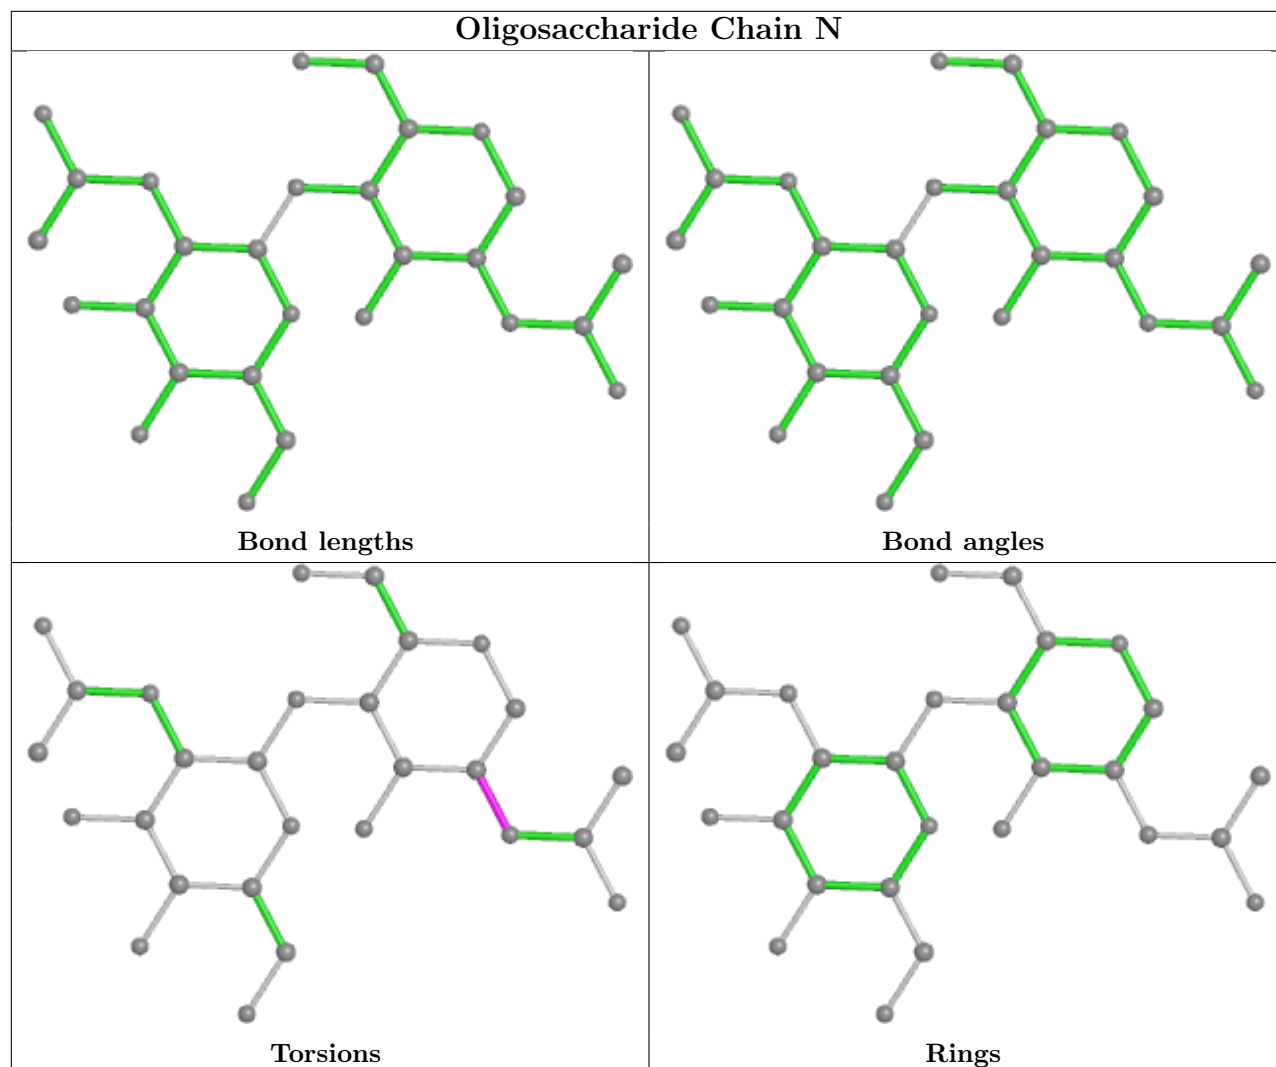 Oligosaccharide Chain N
Bond lengths
Bond angles
Torsions
Rings